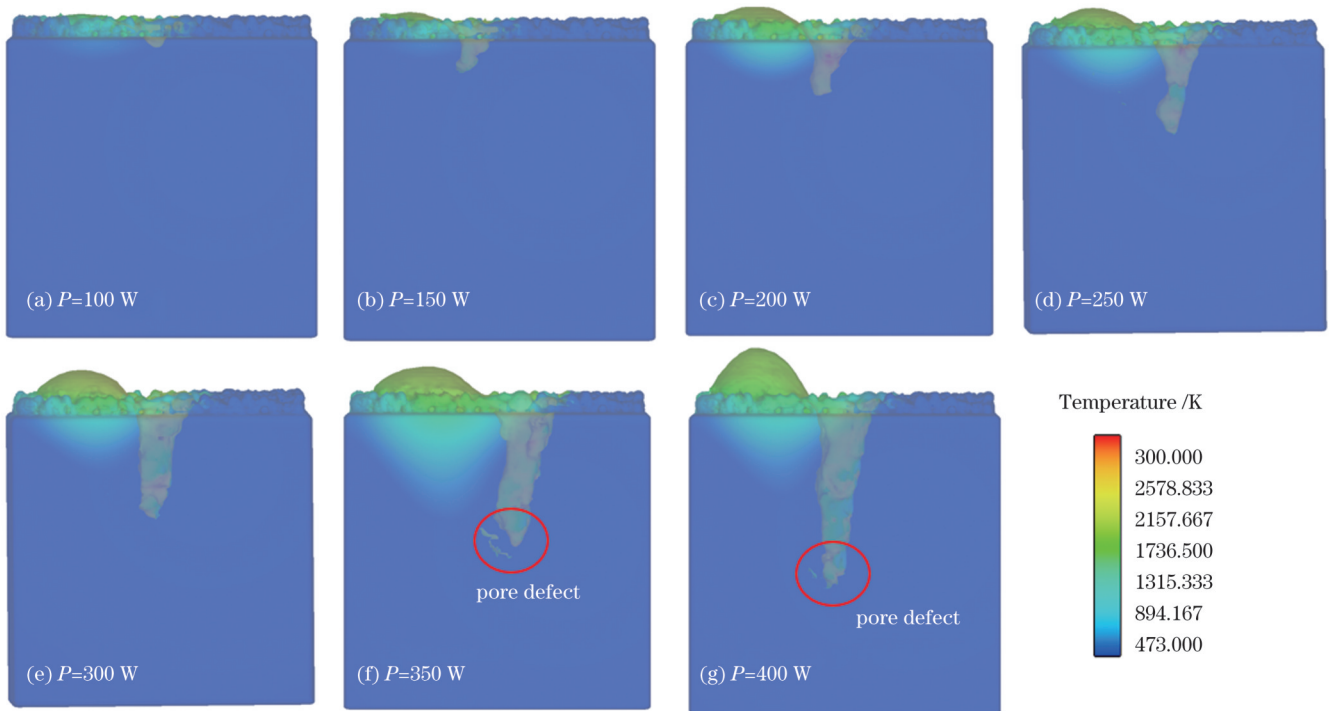 (a) P=100 W
(b) P=150 W
(c) P=200 W
(d) P=250 W
pore defect
pore defect
(e) P=300 W
(f) P=350 W
(g) P=400 W
Temperature /K
300.000
2578.833
2157.667
1736.500
1315.333
894.167
473.000